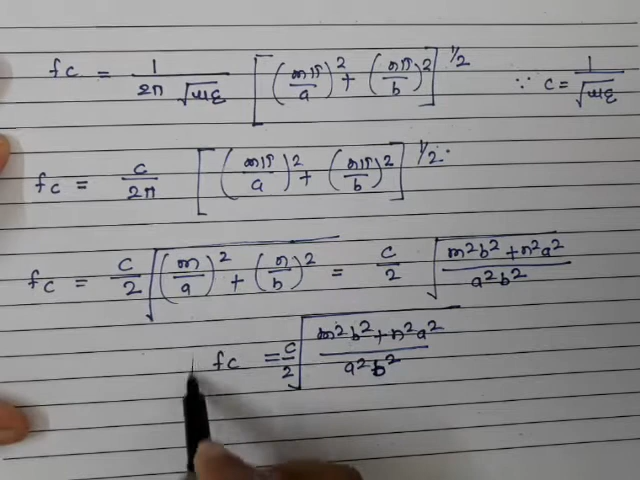 fc = 1/(2π √με) [(mπ/a)² + (nπ/b)²]^1/2 ∵ c = 1/√με
fc = c/2π [(mπ/a)² + (nπ/b)²]^1/2.
fc = c/2 √((m/a)² + (n/b)²) = c/2 √((m²b² + n²a²)/(a²b²))
fc = c/2 √((m²b² + n²a²)/(a²b²))